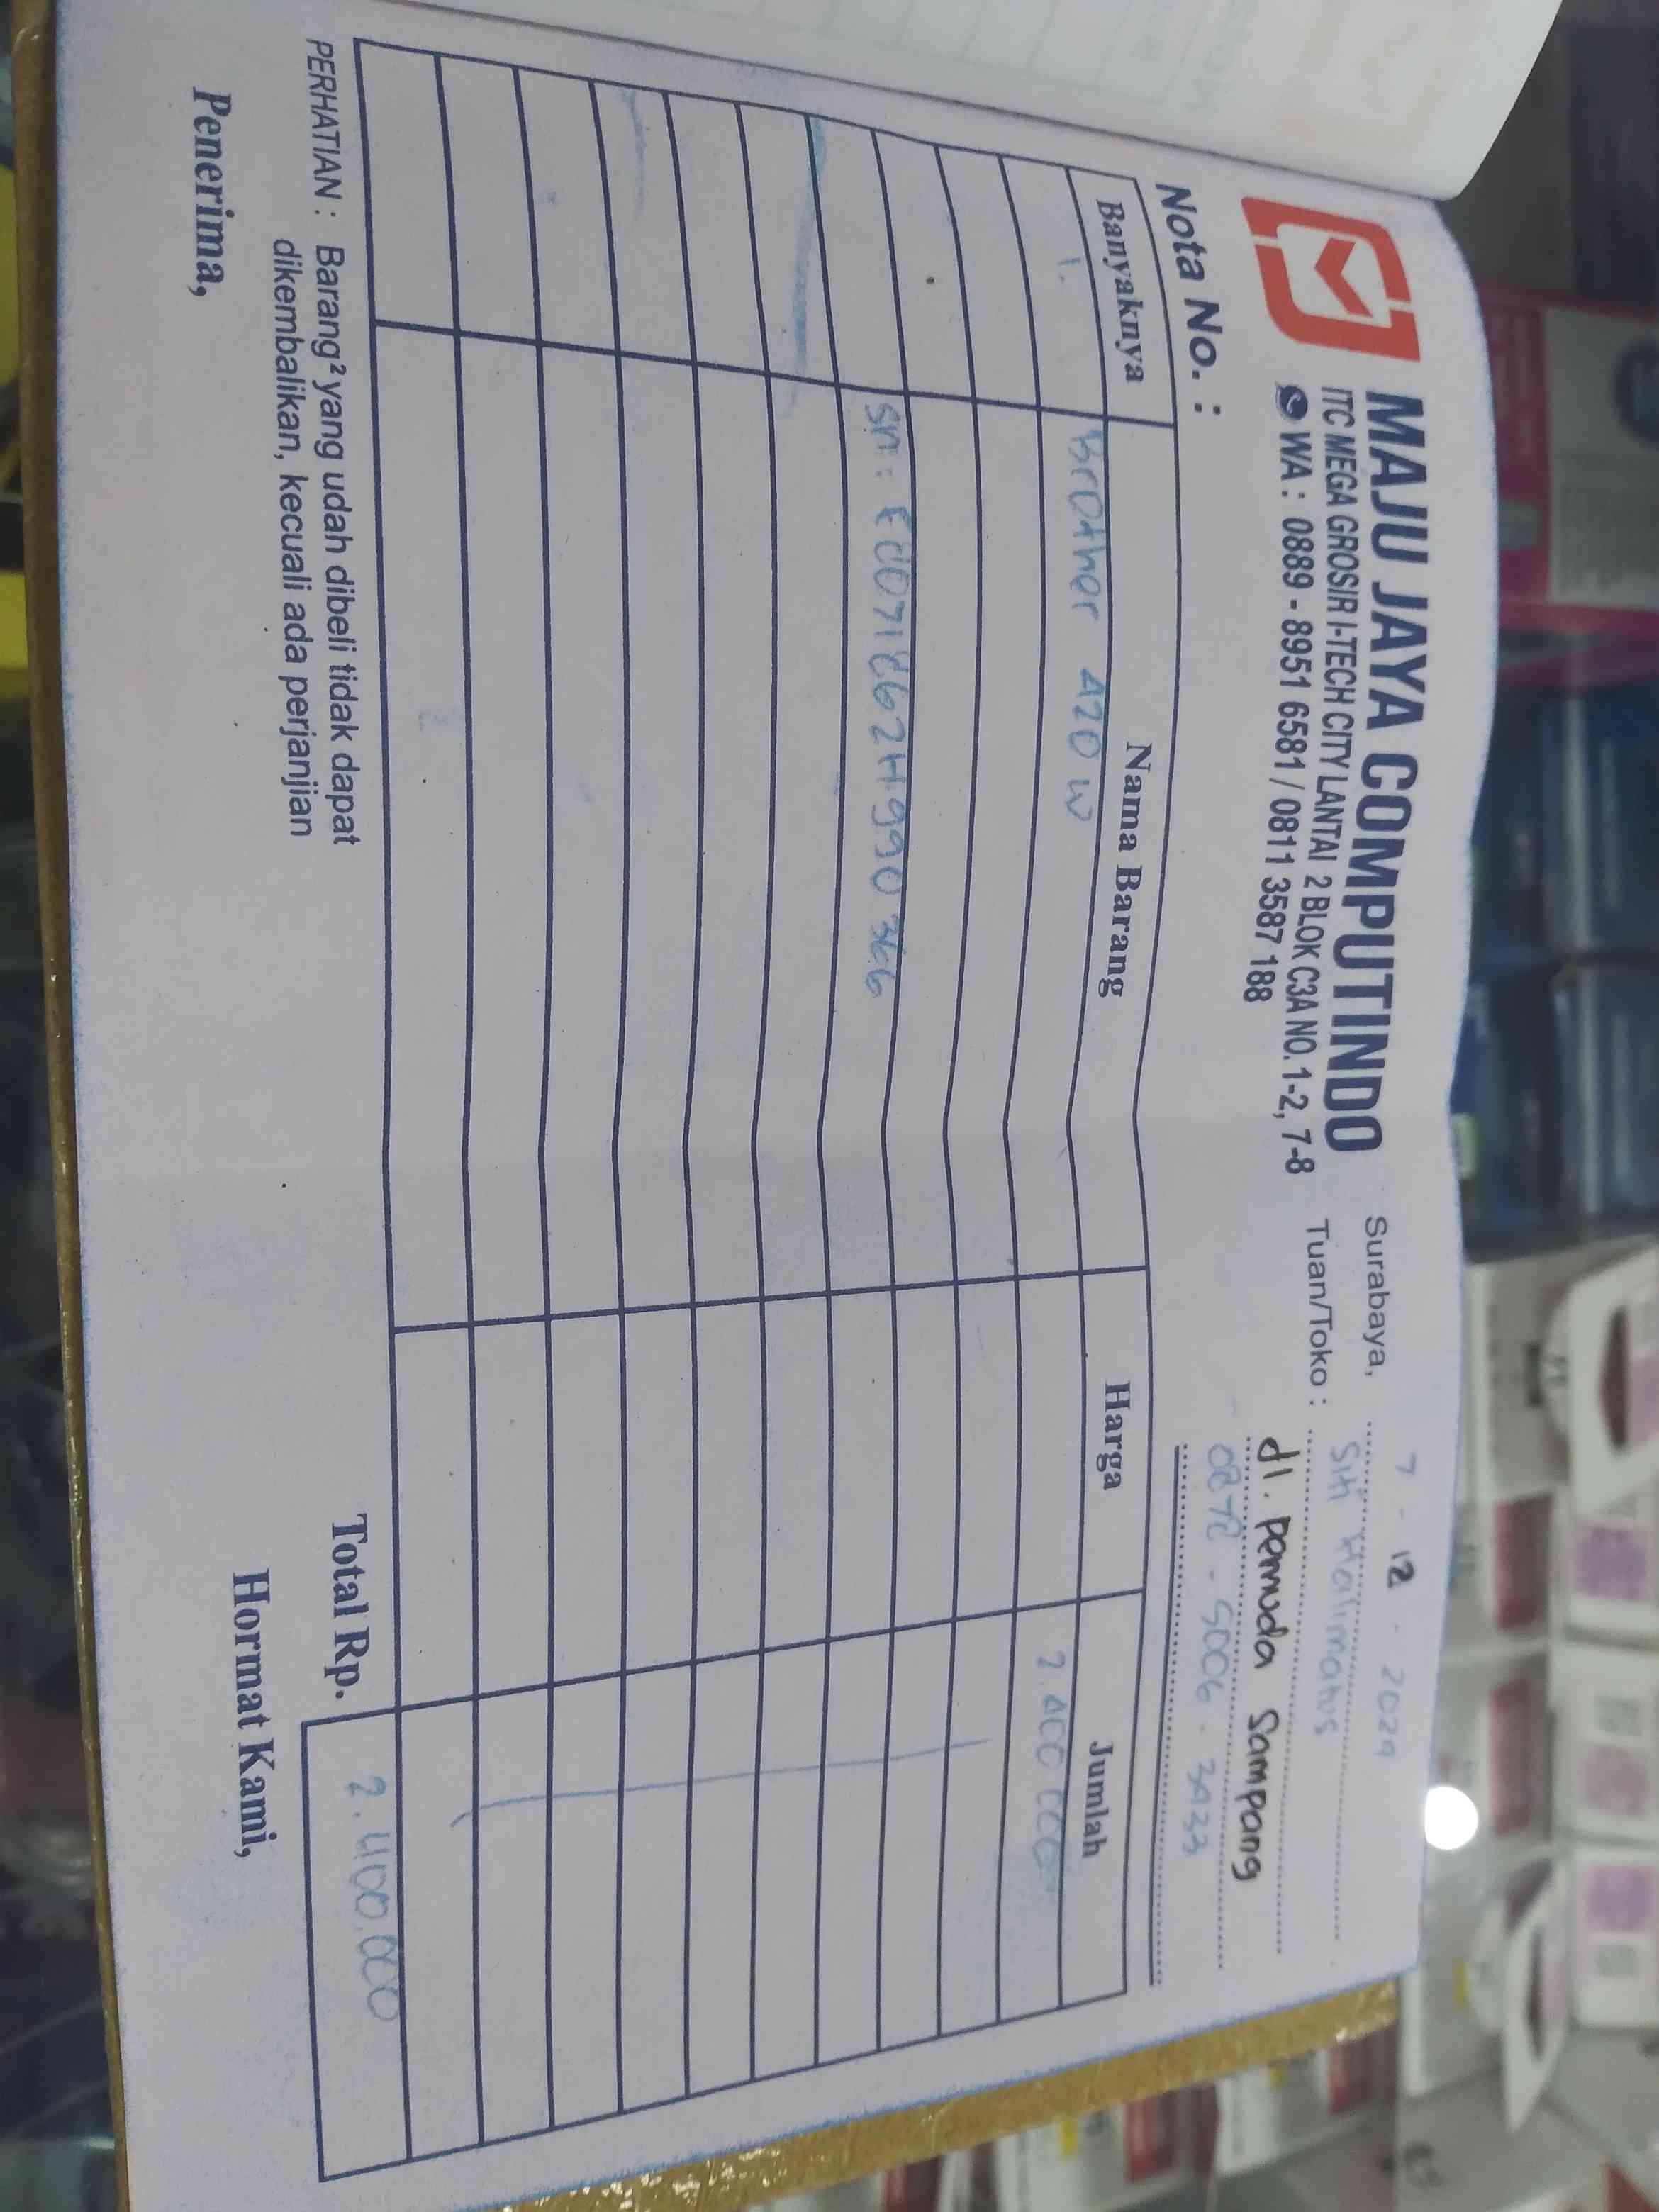 MAJU JAYA COMPUTINDO
ITC MEGA GROSIR I-TECH CITY LANTAI 2 BLOK C3A NO. 1-2, 7-8
WA : 0889 - 8951 6581 / 0811 3587 188
Surabaya, 7 - 12 - 2024
Tuan/Toko : Siti Halimatus
Jl. Pemuda Sampang
5006 - 3433
Nota No. :
Banyaknya Nama Barang Harga Jumlah
1. Brother 420 W 2.400.000
Sn :
PERHATIAN : Barang² yang udah dibeli tidak dapat
dikembalikan, kecuali ada perjanjian
Total Rp. 2.400.000
Penerima, Hormat Kami,